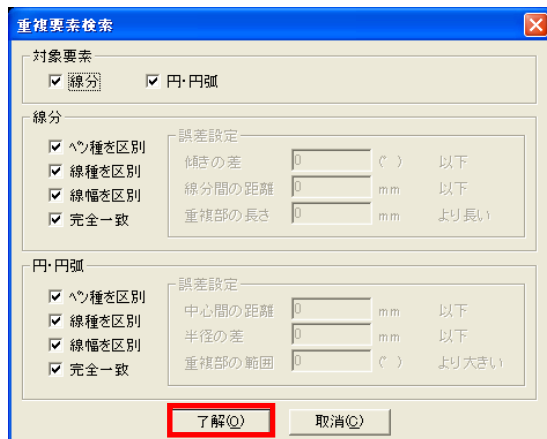 重複要素検索
対象要素
線分 円・円弧
線分
ペン種を区別
線種を区別
線幅を区別
完全一致
誤差設定
傾きの差 0 (°) 以下
線分間の距離 0 mm 以下
重複部の長さ 0 mm より長い
円・円弧
ペン種を区別
線種を区別
線幅を区別
完全一致
誤差設定
中心間の距離 0 mm 以下
半径の差 0 mm 以下
重複部の範囲 0 (°) より大きい
了解(O) 取消(C)